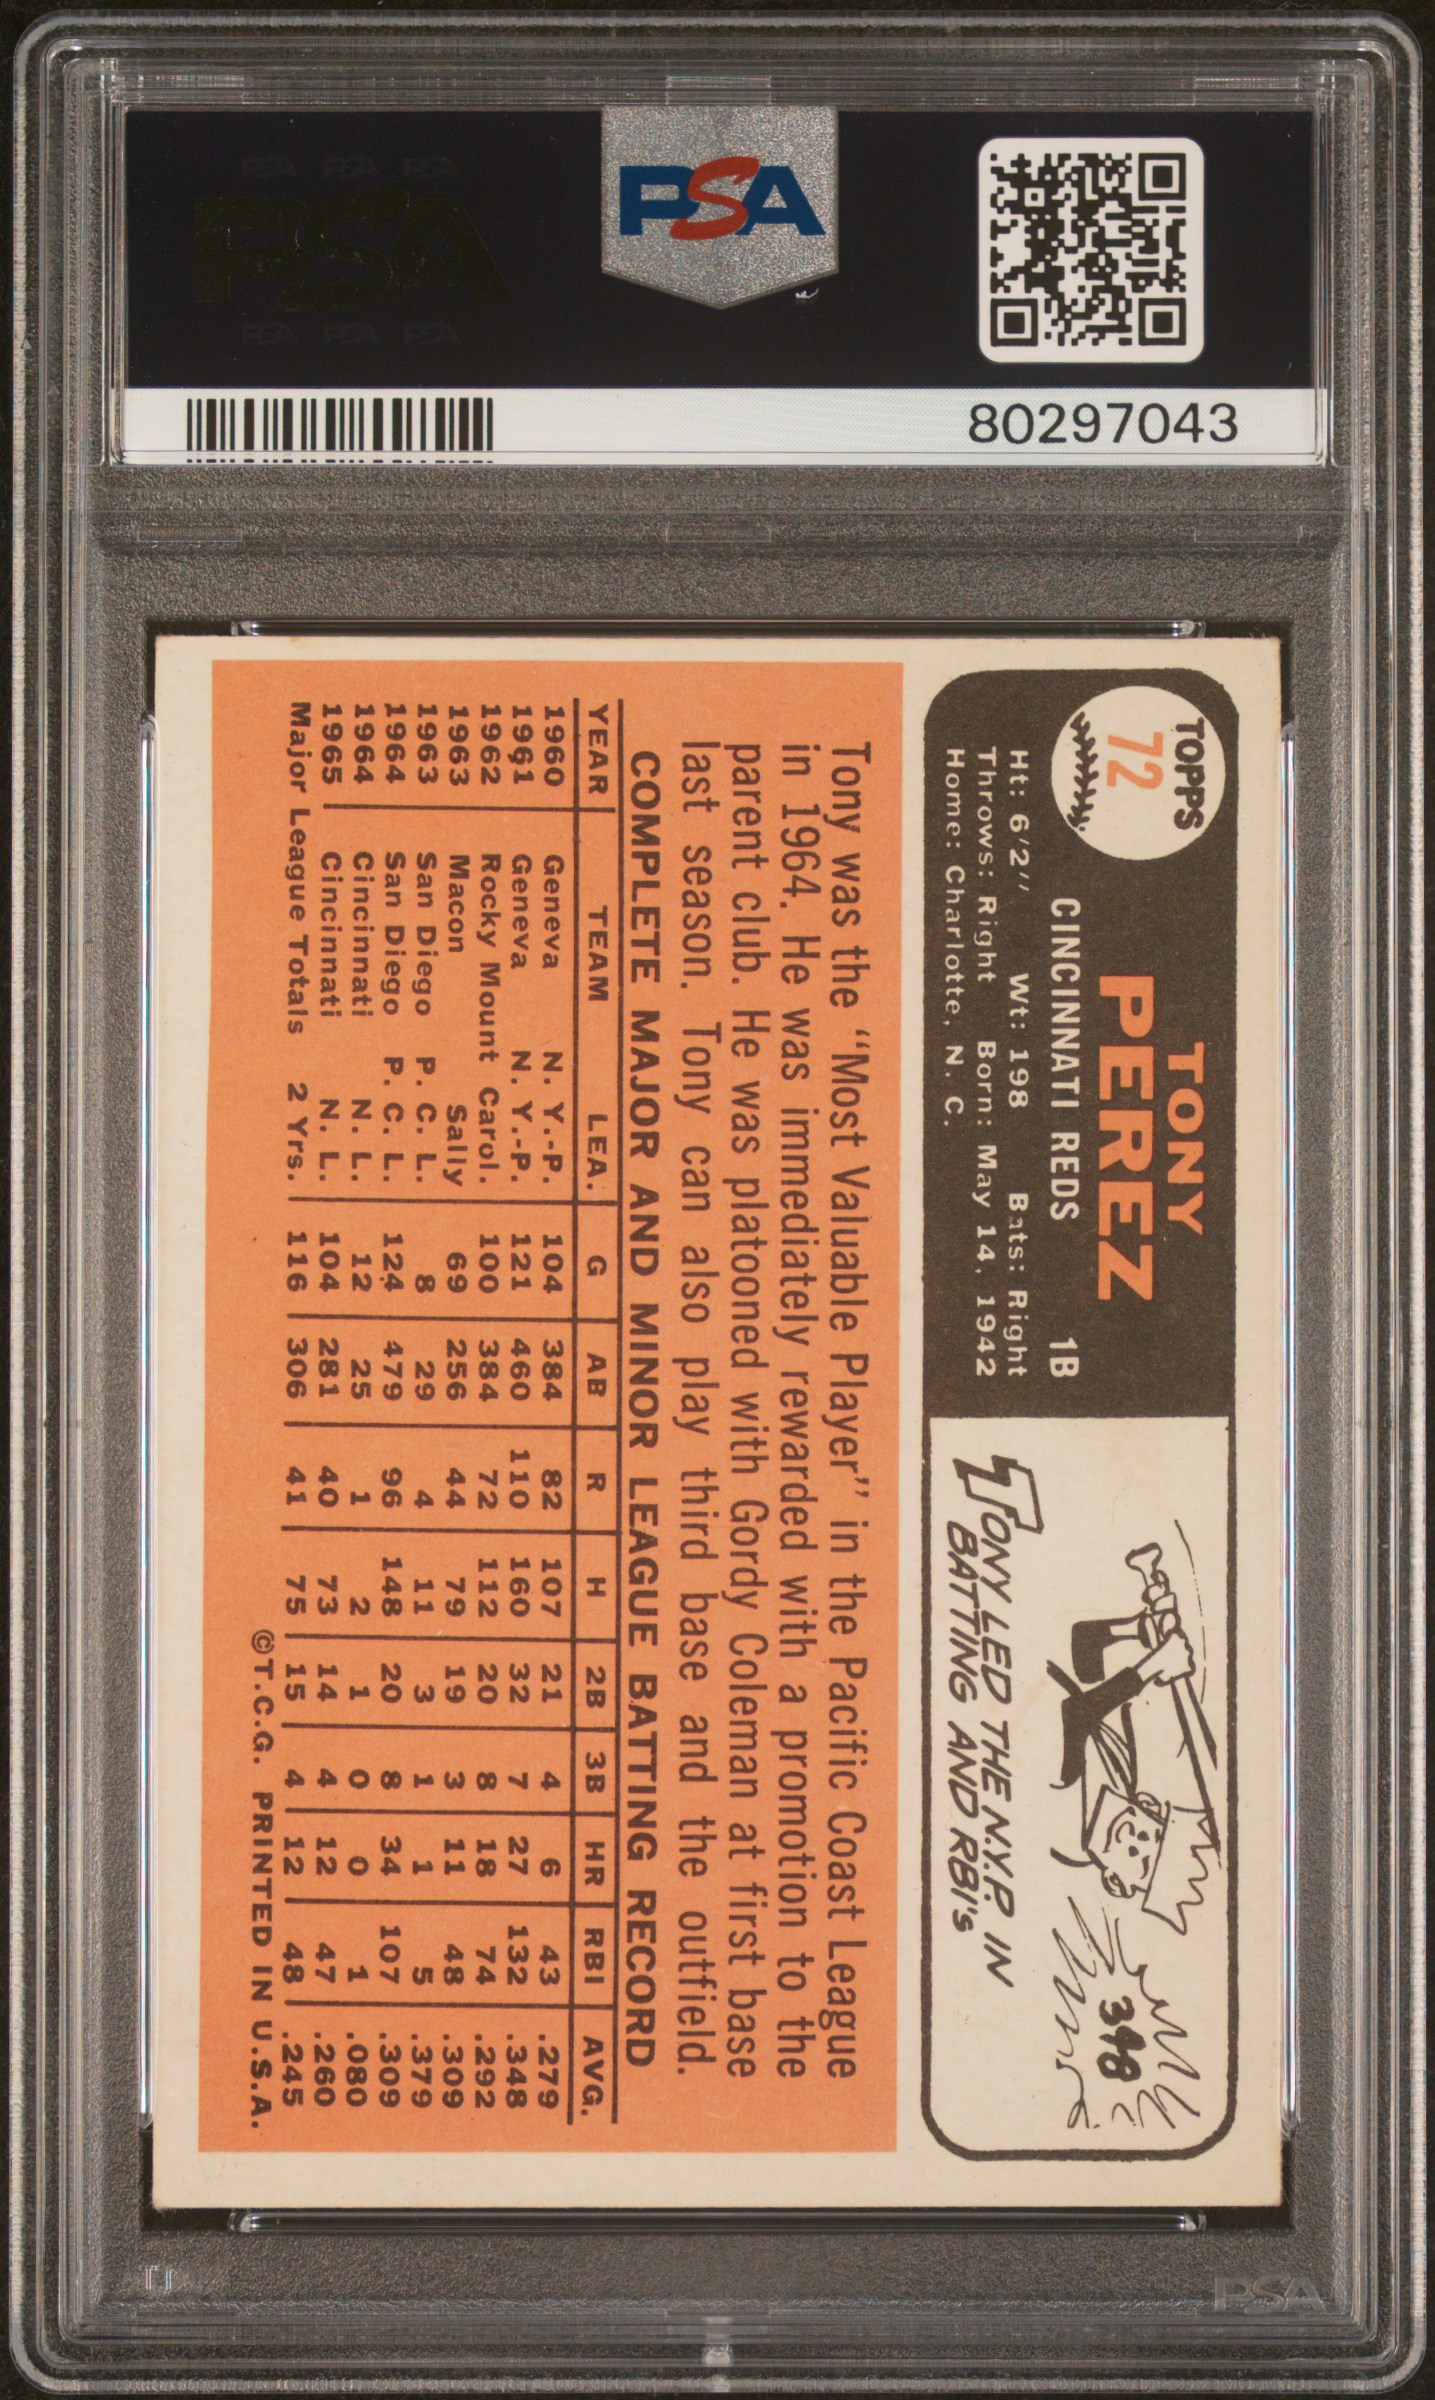 PSA
80297043
TOPPS
72
TONY
PEREZ
CINCINNATI REDS 1B
Ht: 6'2" Wt: 198 Bats: Right
Throws: Right Born: May 14, 1942
Home: Charlotte, N. C.
TONY LED THE N.Y.P. IN
BATTING AND RBI's
348
Tony was the "Most Valuable Player" in the Pacific Coast League
in 1964. He was immediately rewarded with a promotion to the
parent club. He was platooned with Gordy Coleman at first base
last season. Tony can also play third base and the outfield.
COMPLETE MAJOR AND MINOR LEAGUE BATTING RECORD
YEAR TEAM LEA. G AB R H 2B 3B HR RBI AVG.
1960 Geneva N. Y.-P. 104 384 82 107 21 4 6 43 .279
1961 Geneva N. Y.-P. 121 460 110 160 32 7 27 132 .348
1962 Rocky Mount Carol. 100 384 72 112 20 8 18 74 .292
1963 Macon Sally 69 256 44 79 19 3 11 48 .309
1963 San Diego P. C. L. 8 29 4 11 3 1 1 5 .379
1964 San Diego P. C. L. 124 479 96 148 20 8 34 107 .309
1964 Cincinnati N. L. 12 25 1 2 1 0 0 1 .080
1965 Cincinnati N. L. 104 281 40 73 14 4 12 47 .260
Major League Totals 2 Yrs. 116 306 41 75 15 4 12 48 .245
©T.C.G. PRINTED IN U.S.A.
PSA